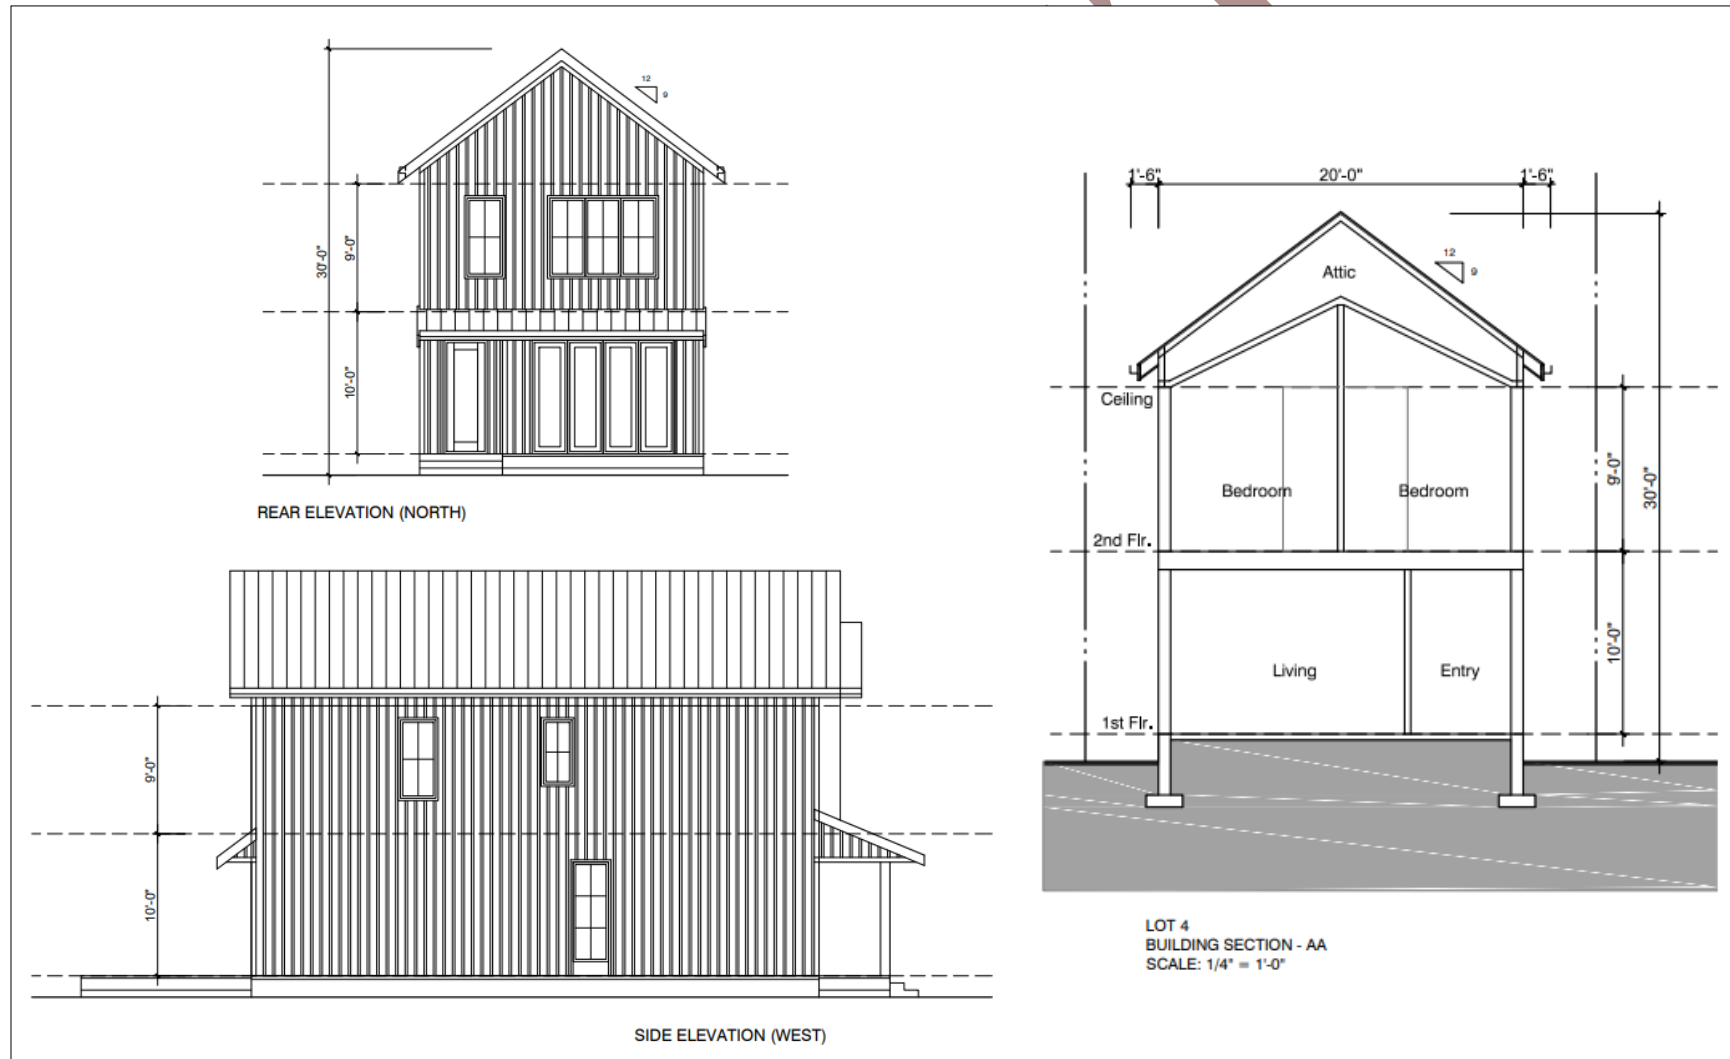 12
9
30'-0"
9'-0"
10'-0"
REAR ELEVATION (NORTH)
9'-0"
10'-0"
SIDE ELEVATION (WEST)
1'-6"
20'-0"
1'-6"
12
9
Attic
Ceiling
Bedroom
Bedroom
9'-0"
30'-0"
2nd Flr.
Living
Entry
10'-0"
1st Flr.
LOT 4
BUILDING SECTION - AA
SCALE: 1/4" = 1'-0"